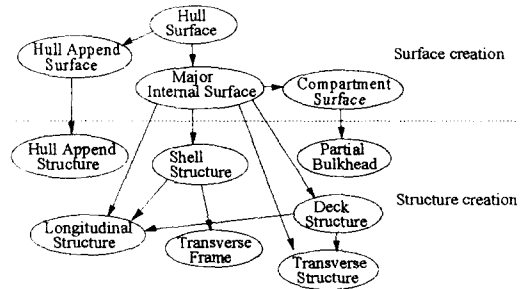 Hull
Surface
Hull Append
Surface
Surface creation
Major
Internal Surface
Compartment
Surface
Hull Append
Structure
Shell
Structure
Partial
Bulkhead
Structure creation
Longitudinal
Structure
Transverse
Frame
Deck
Structure
Transverse
Structure